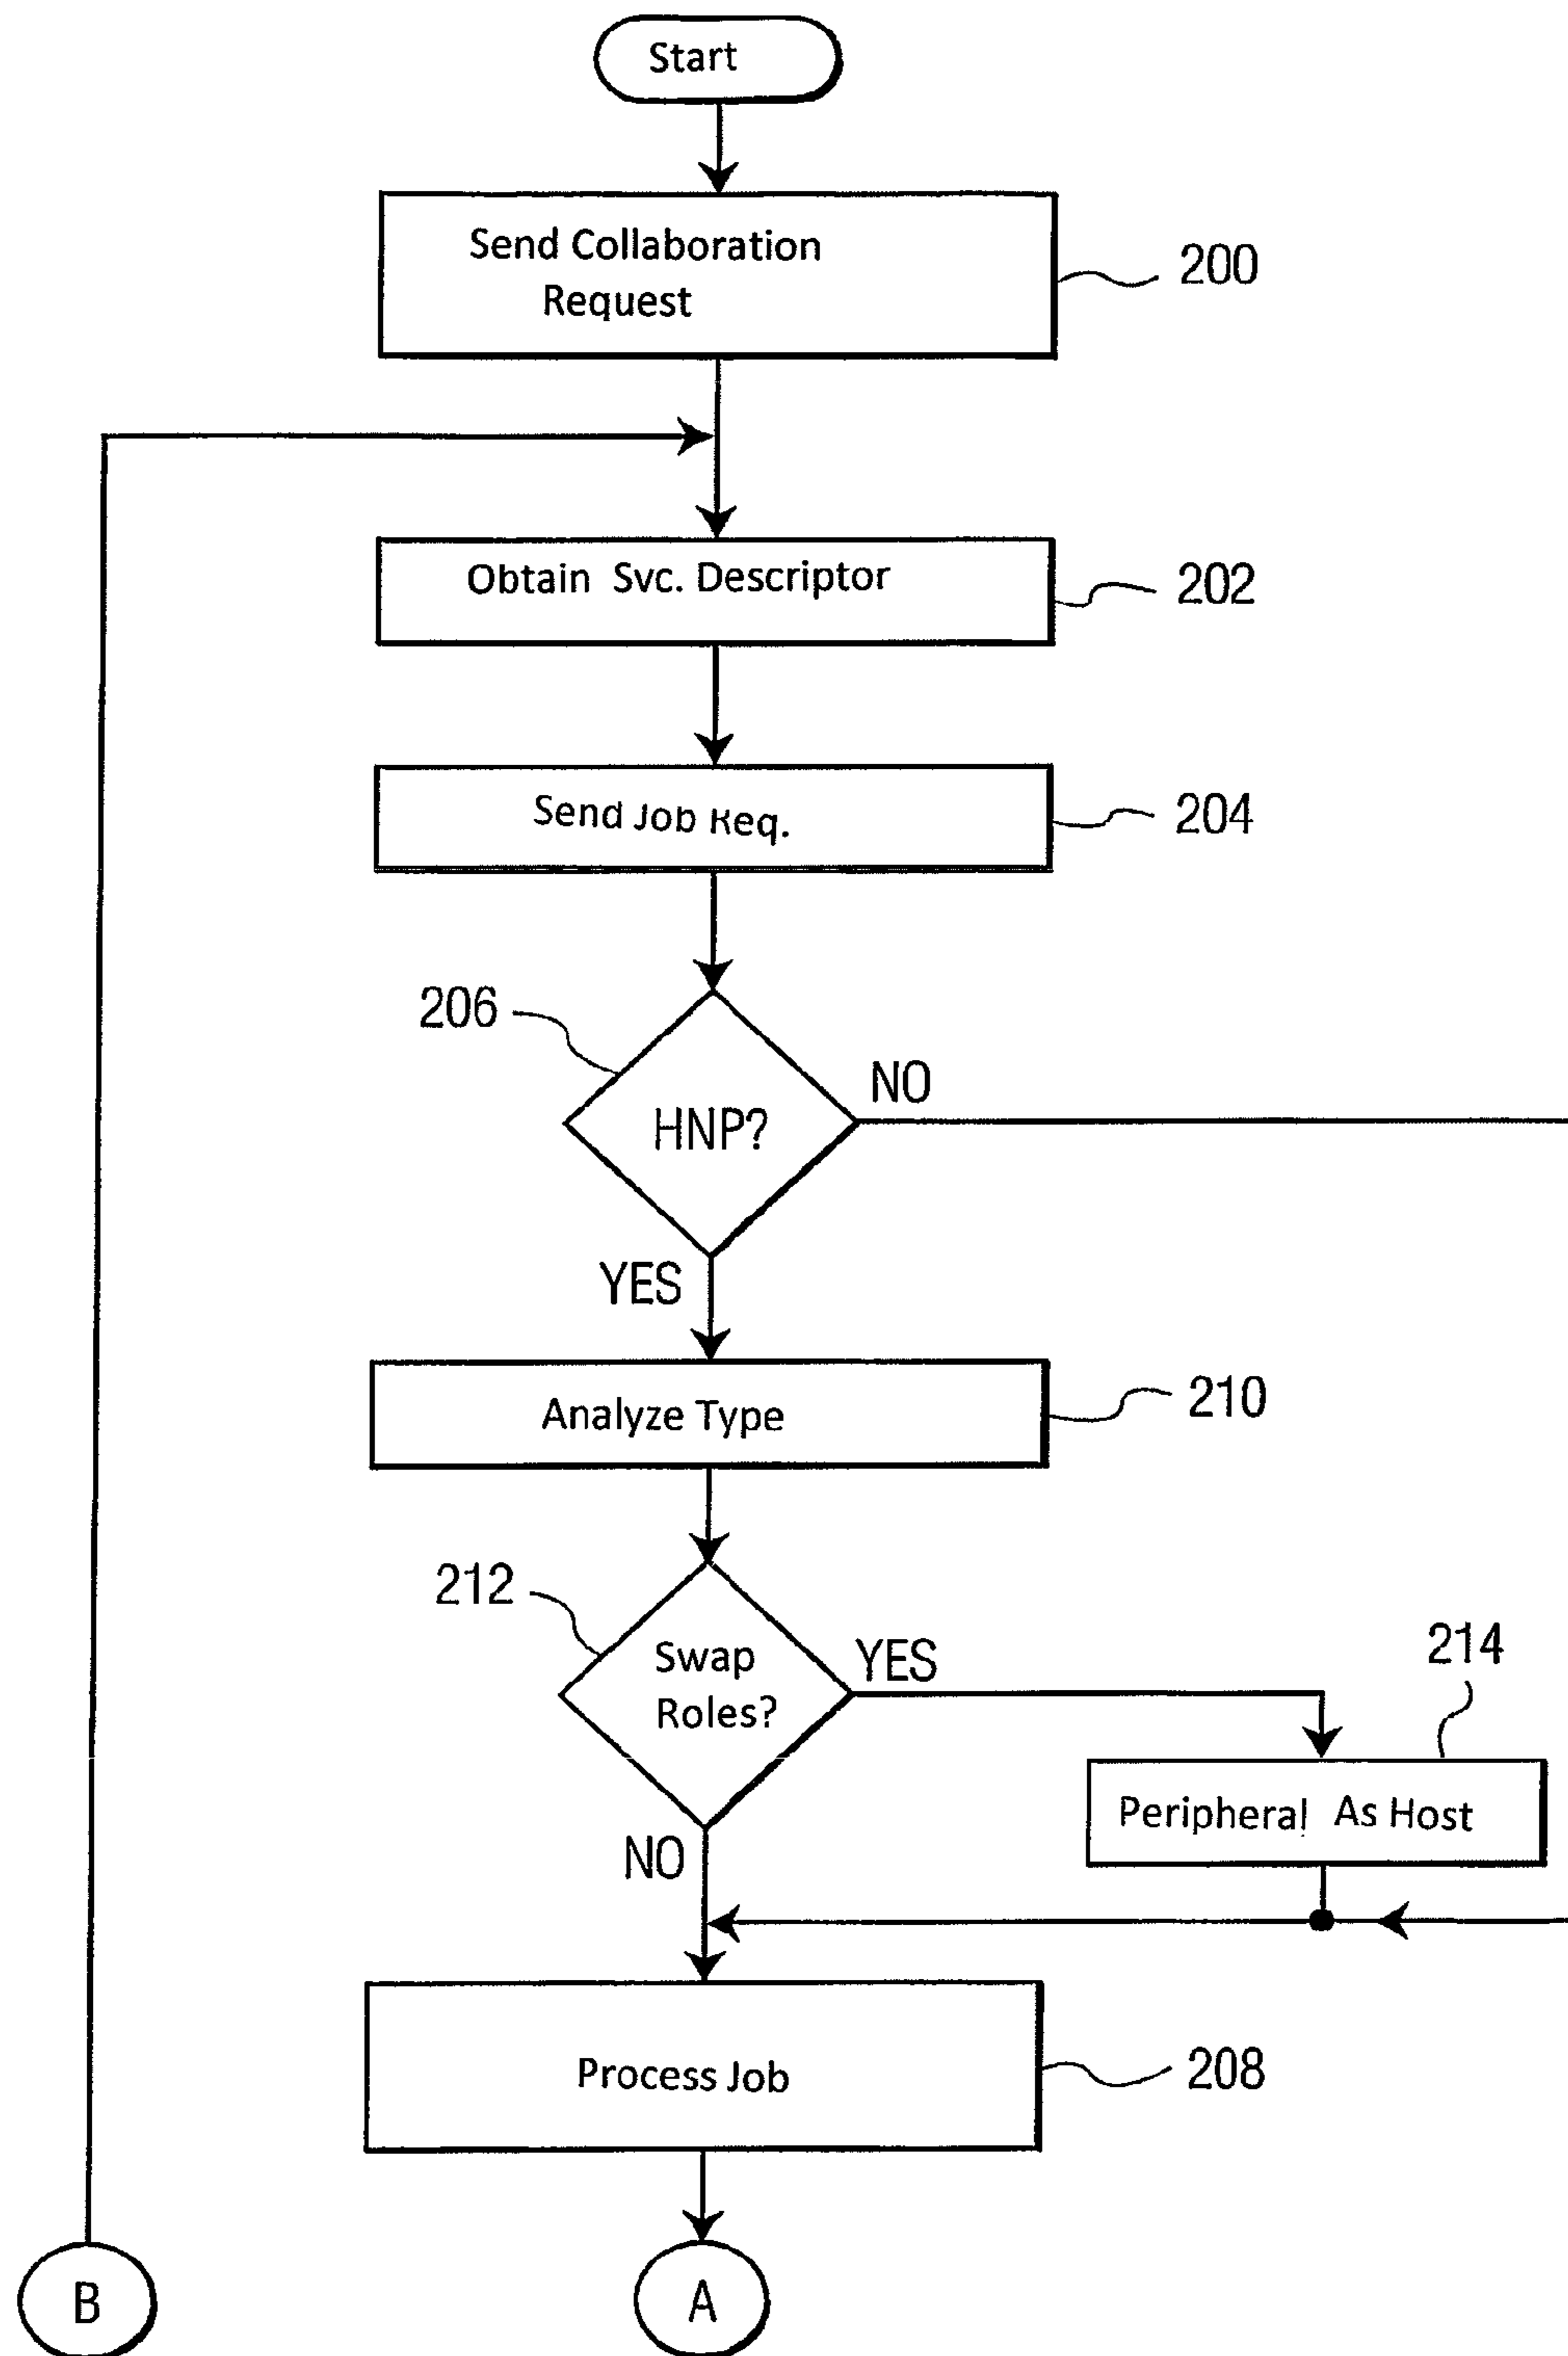 Start
Send Collaboration
Request
200
Obtain Svc. Descriptor
202
Send Job Req.
204
206
HNP?
NO
YES
Analyze Type
210
212
Swap
Roles?
YES
214
Peripheral As Host
NO
Process Job
208
B
A